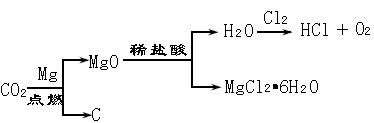 Cl2
H2O HCl + O2
稀盐酸
Mg MgO
CO2 点燃 MgCl2•6H2O
C